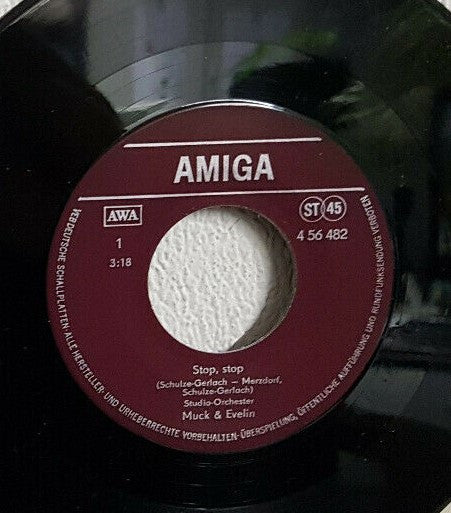 AMIGA
AWA
ST 45
1
4 56 482
3:18
Stop, stop
(Schulze-Gerlach – Merzdorf,
Schulze-Gerlach)
Studio-Orchester
Muck & Evelin
VEB DEUTSCHE SCHALLPLATTEN·ALLE HERSTELLER- UND URHEBERRECHTE VORBEHALTEN·ÜBERSPIELUNG, ÖFFENTLICHE AUFFÜHRUNG UND RUNDFUNKSENDUNG VERBOTEN